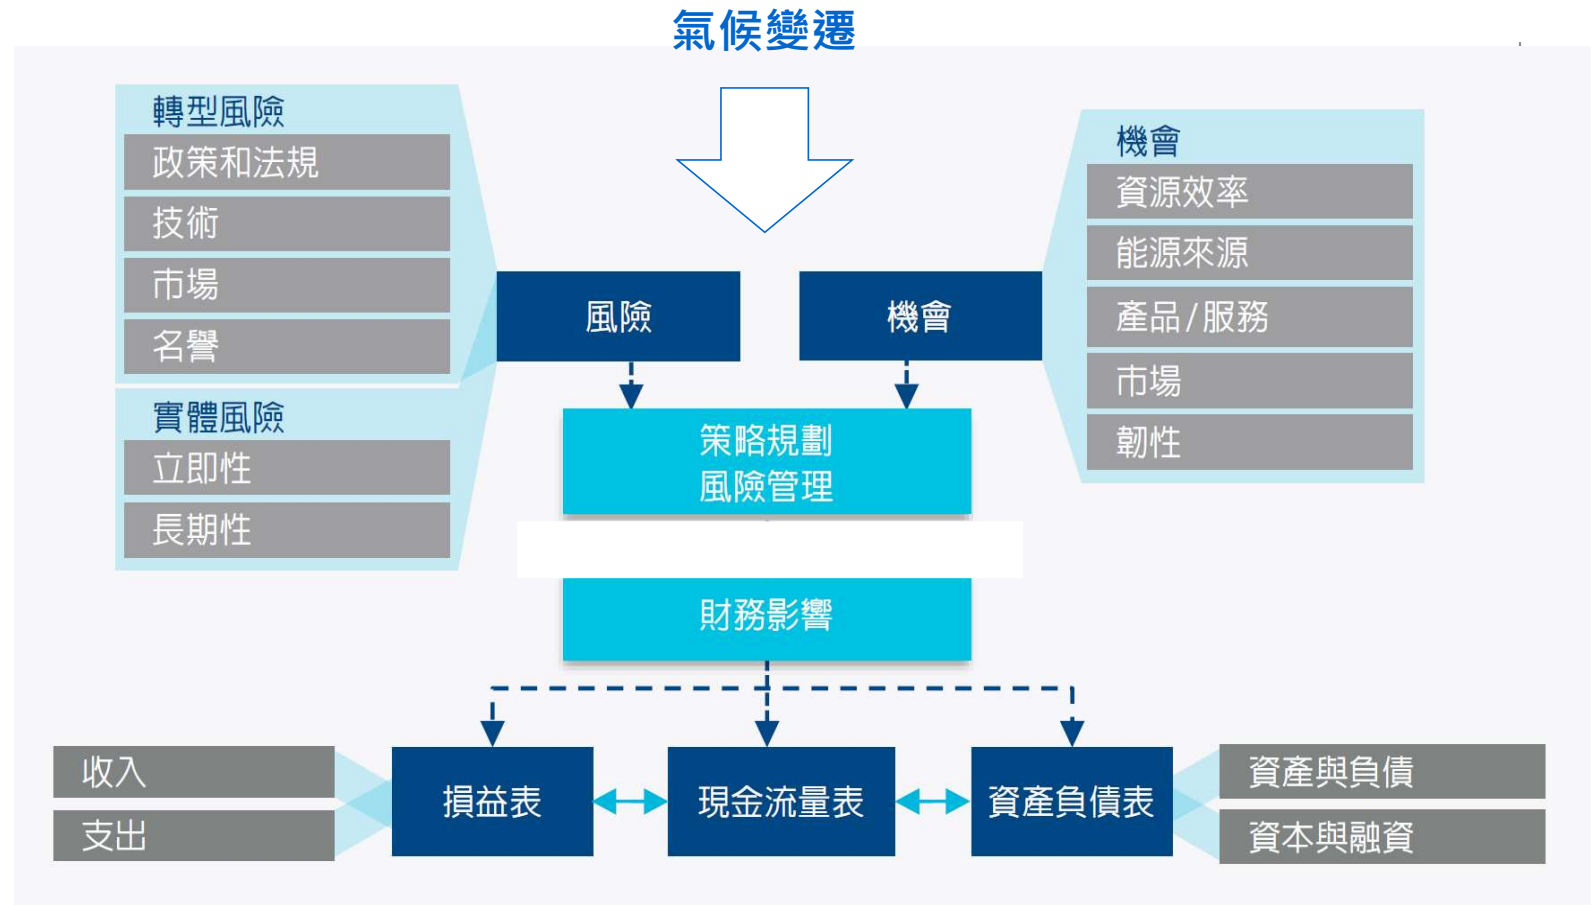 氣候變遷
轉型風險
政策和法規
技術
市場
名譽
實體風險
立即性
長期性
風險
機會
機會
資源效率
能源來源
產品/服務
市場
韌性
策略規劃
風險管理
財務影響
收入
支出
損益表
現金流量表
資產負債表
資產與負債
資本與融資